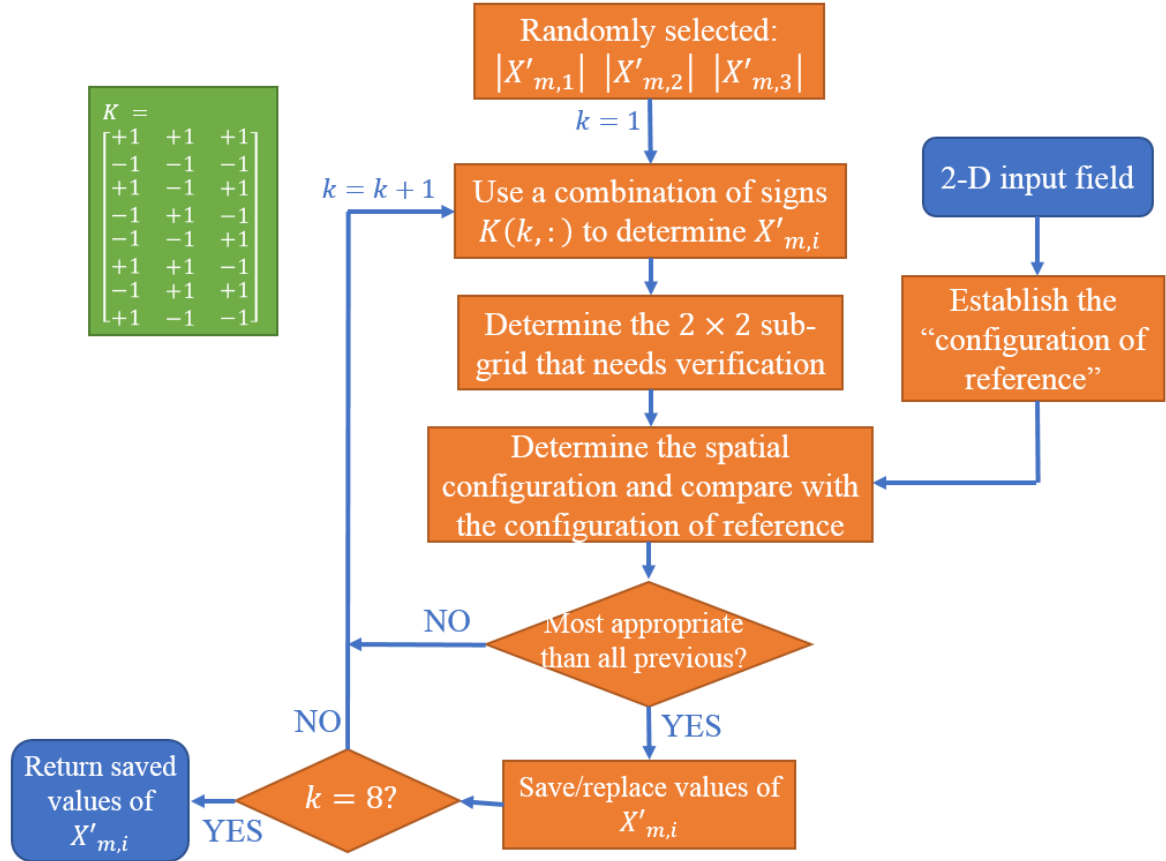 Randomly selected:
|X′m,1| |X′m,2| |X′m,3|
k = 1
K =
+1 +1 +1
−1 −1 −1
+1 −1 +1
−1 +1 −1
−1 −1 +1
+1 +1 −1
−1 +1 +1
+1 −1 −1
k = k + 1
Use a combination of signs
K(k, :) to determine X′m,i
2-D input field
Determine the 2 × 2 sub-
grid that needs verification
Establish the
“configuration of
reference”
Determine the spatial
configuration and compare with
the configuration of reference
Most appropriate
than all previous?
NO
YES
Save/replace values of
X′m,i
k = 8?
NO
YES
Return saved
values of
X′m,i